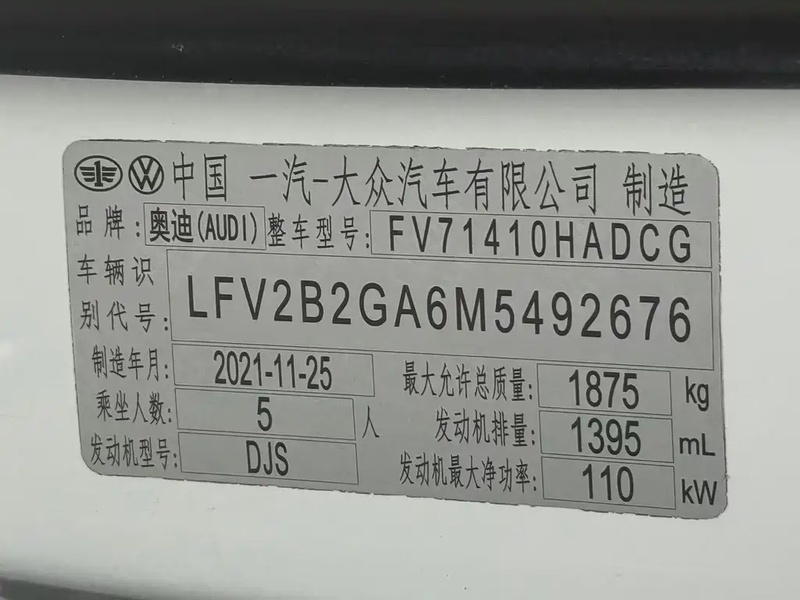 中国 一汽-大众汽车有限公司 制造
品牌: 奥迪(AUDI) 整车型号: FV71410HADCG
车辆识别代号: LFV2B2GA6M5492676
制造年月: 2021-11-25 最大允许总质量: 1875 kg
乘坐人数: 5 人 发动机排量: 1395 mL
发动机型号: DJS 发动机最大净功率: 110 kW